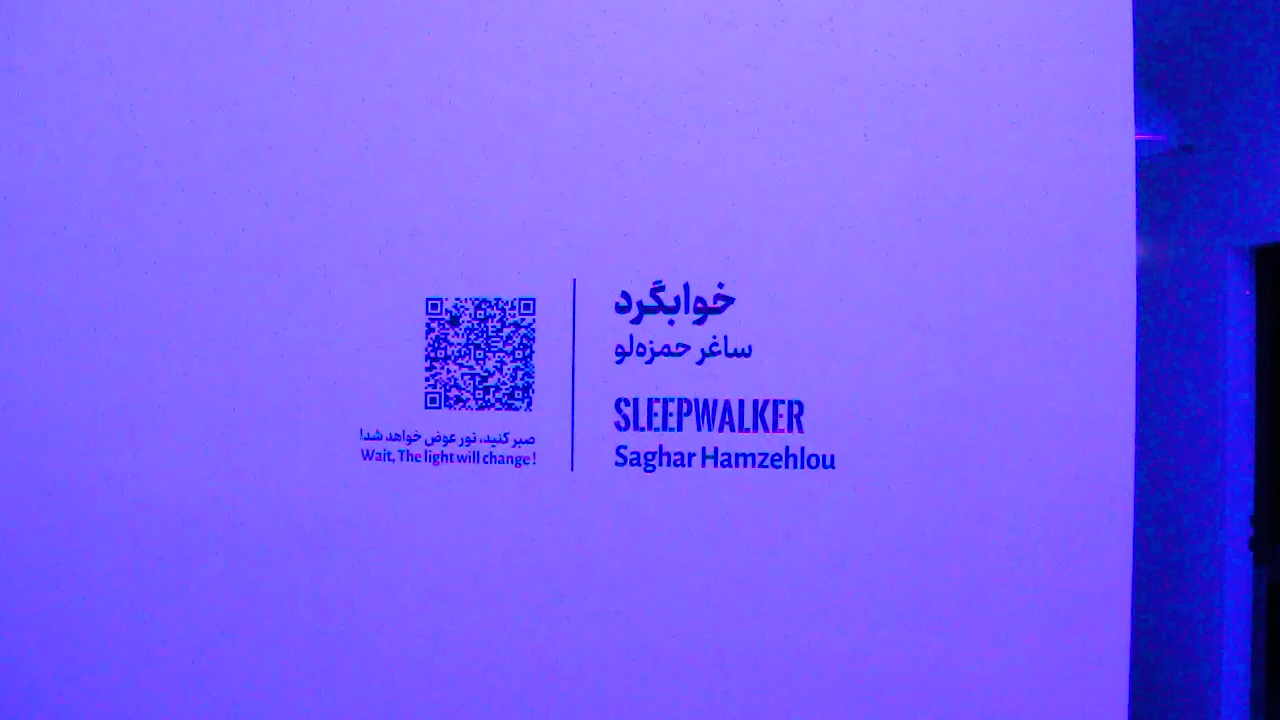 خوابگرد
ساغر حمزه‌لو
SLEEPWALKER
Saghar Hamzehlou
صبر کنید، نور عوض خواهد شد!
Wait, The light will change!